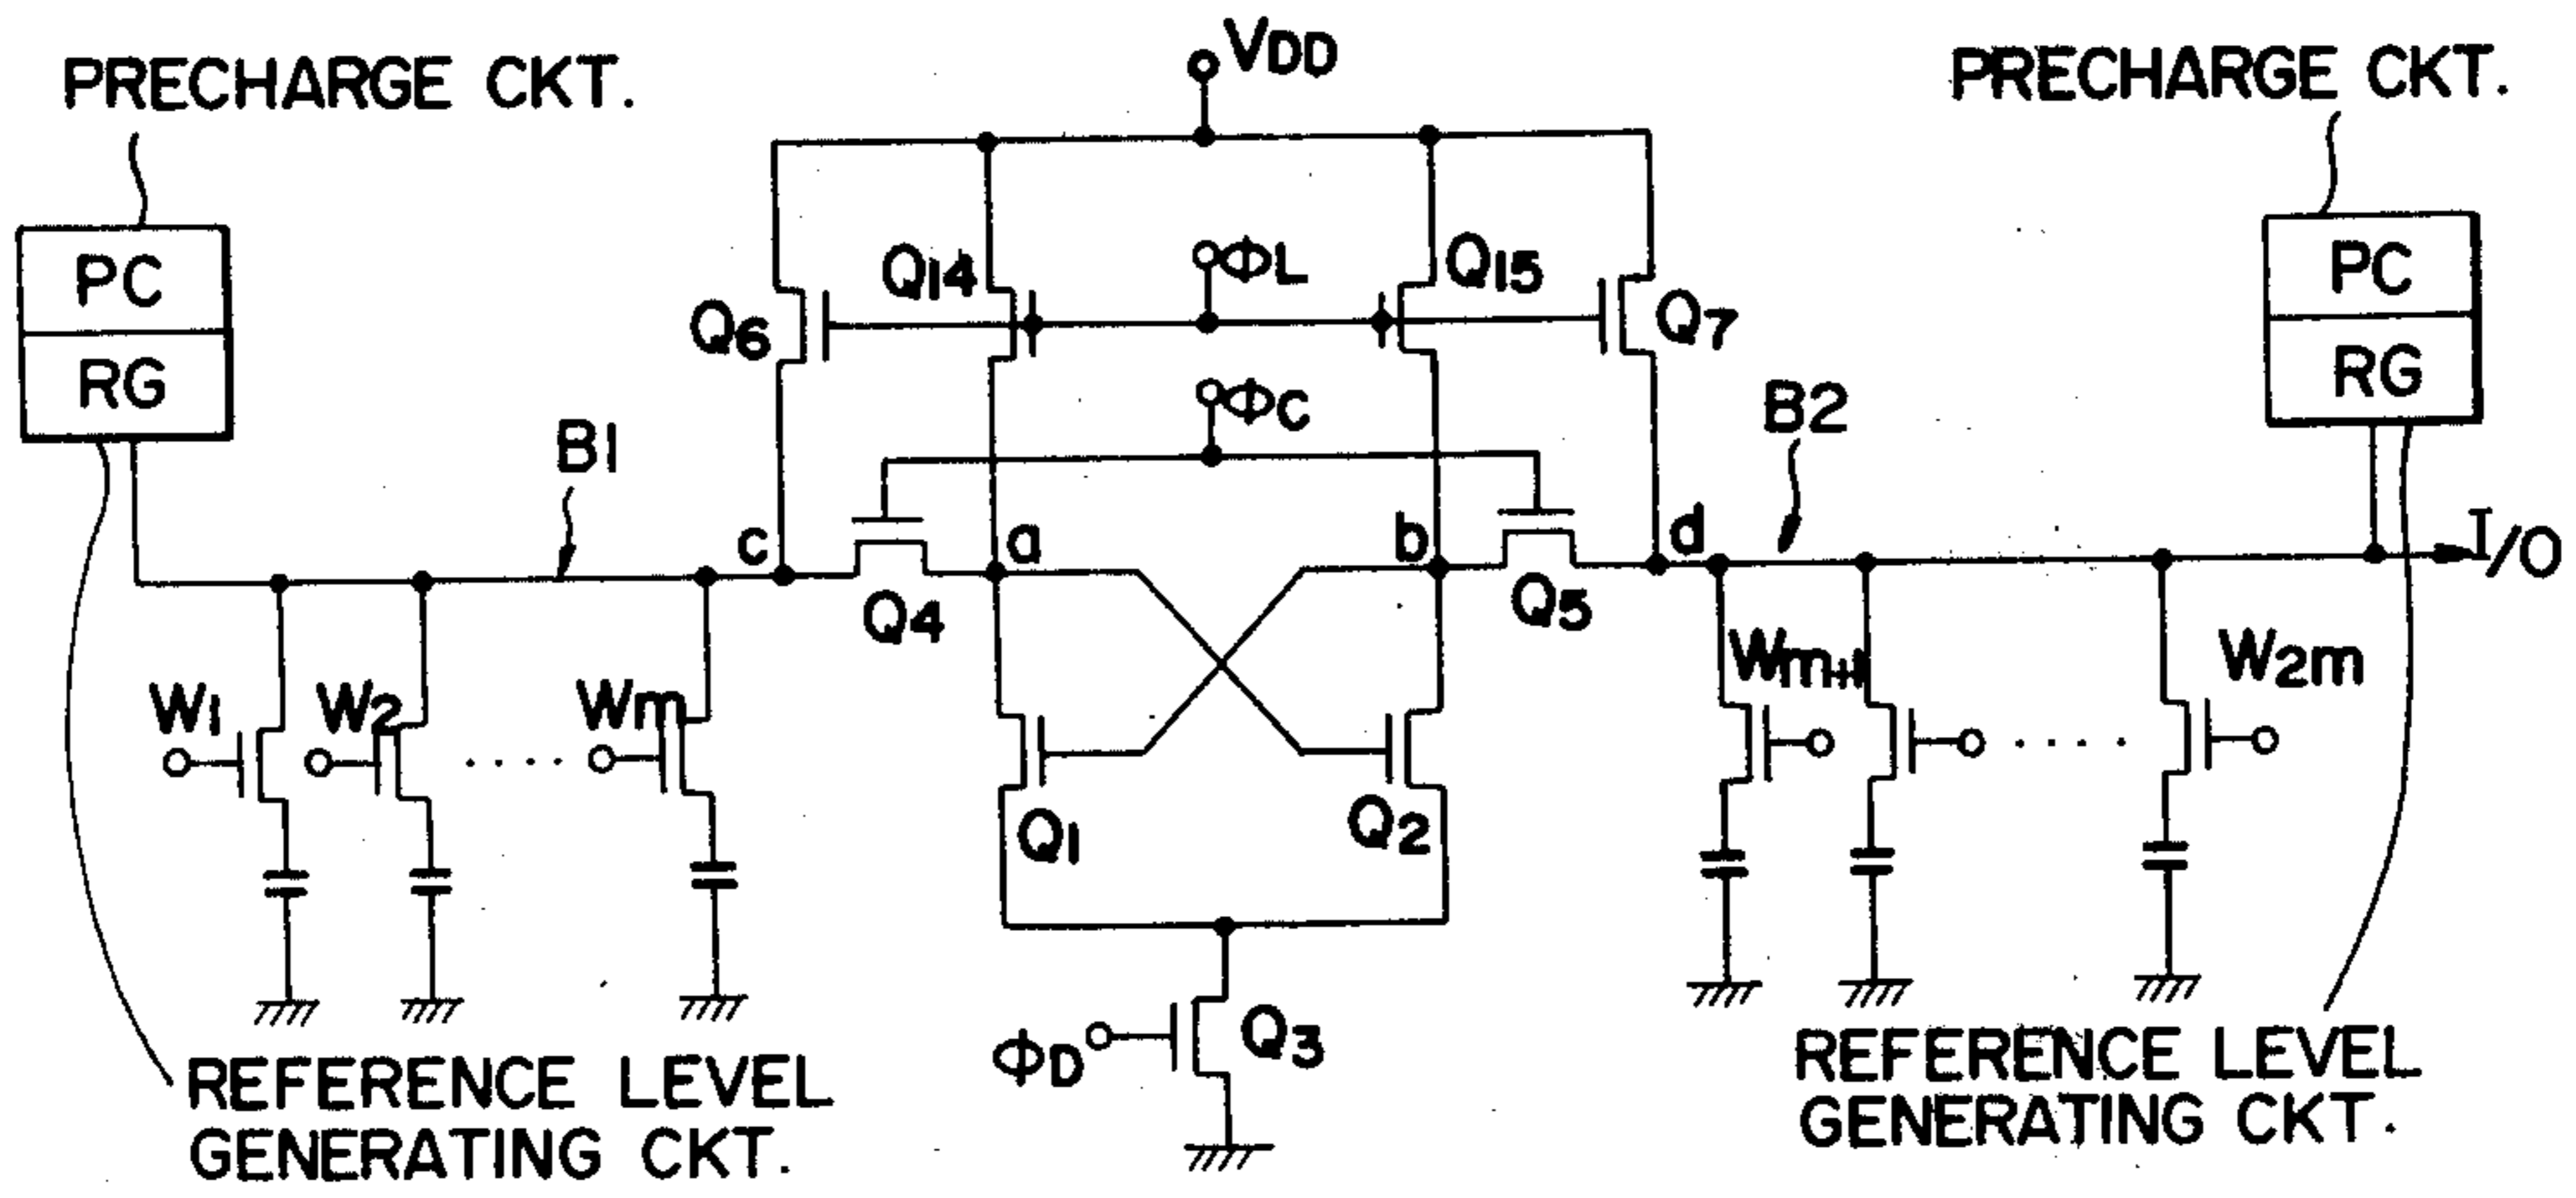 VDD
PRECHARGE CKT.
PRECHARGE CKT.
PC
RG
PC
RG
Q6
Q14
ΦL
Q15
Q7
ΦC
B1
B2
c
a
b
d
I/O
Q4
Q5
W1
W2
Wm
Wm+1
W2m
Q1
Q2
ΦD
Q3
REFERENCE LEVEL
GENERATING CKT.
REFERENCE LEVEL
GENERATING CKT.